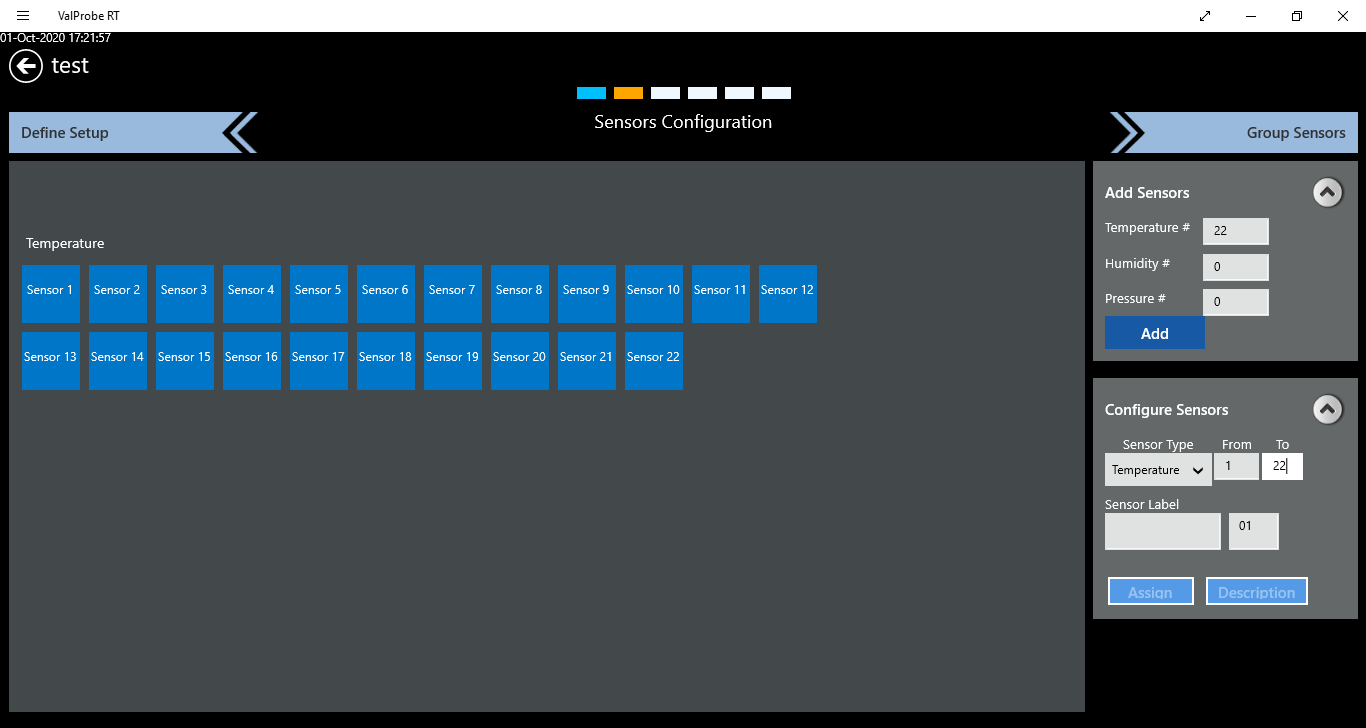 ValProbe RT
01-Oct-2020 17:21:57
test
Sensors Configuration
Define Setup
Group Sensors
Temperature
Sensor 1 Sensor 2 Sensor 3 Sensor 4 Sensor 5 Sensor 6 Sensor 7 Sensor 8 Sensor 9 Sensor 10 Sensor 11 Sensor 12
Sensor 13 Sensor 14 Sensor 15 Sensor 16 Sensor 17 Sensor 18 Sensor 19 Sensor 20 Sensor 21 Sensor 22
Add Sensors
Temperature # 22
Humidity # 0
Pressure # 0
Add
Configure Sensors
Sensor Type From To
Temperature 1 22
Sensor Label
01
Assign Description